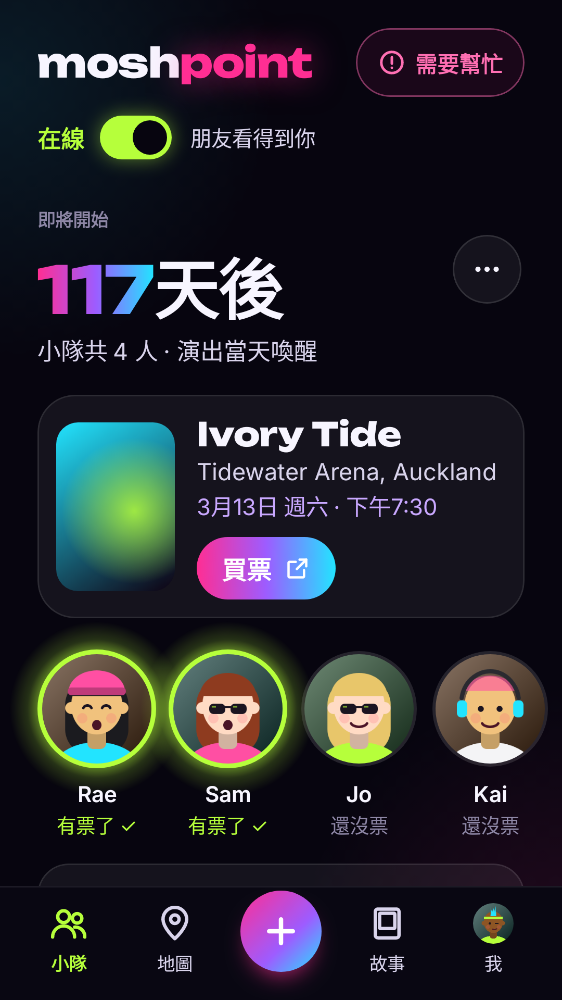 moshpoint
需要幫忙
在線
朋友看得到你
即將開始
117天後
小隊共 4 人 · 演出當天喚醒
Ivory Tide
Tidewater Arena, Auckland
3月13日 週六 · 下午7:30
買票
Rae
Sam
Jo
Kai
有票了
有票了
還沒票
還沒票
小隊
地圖
故事
我